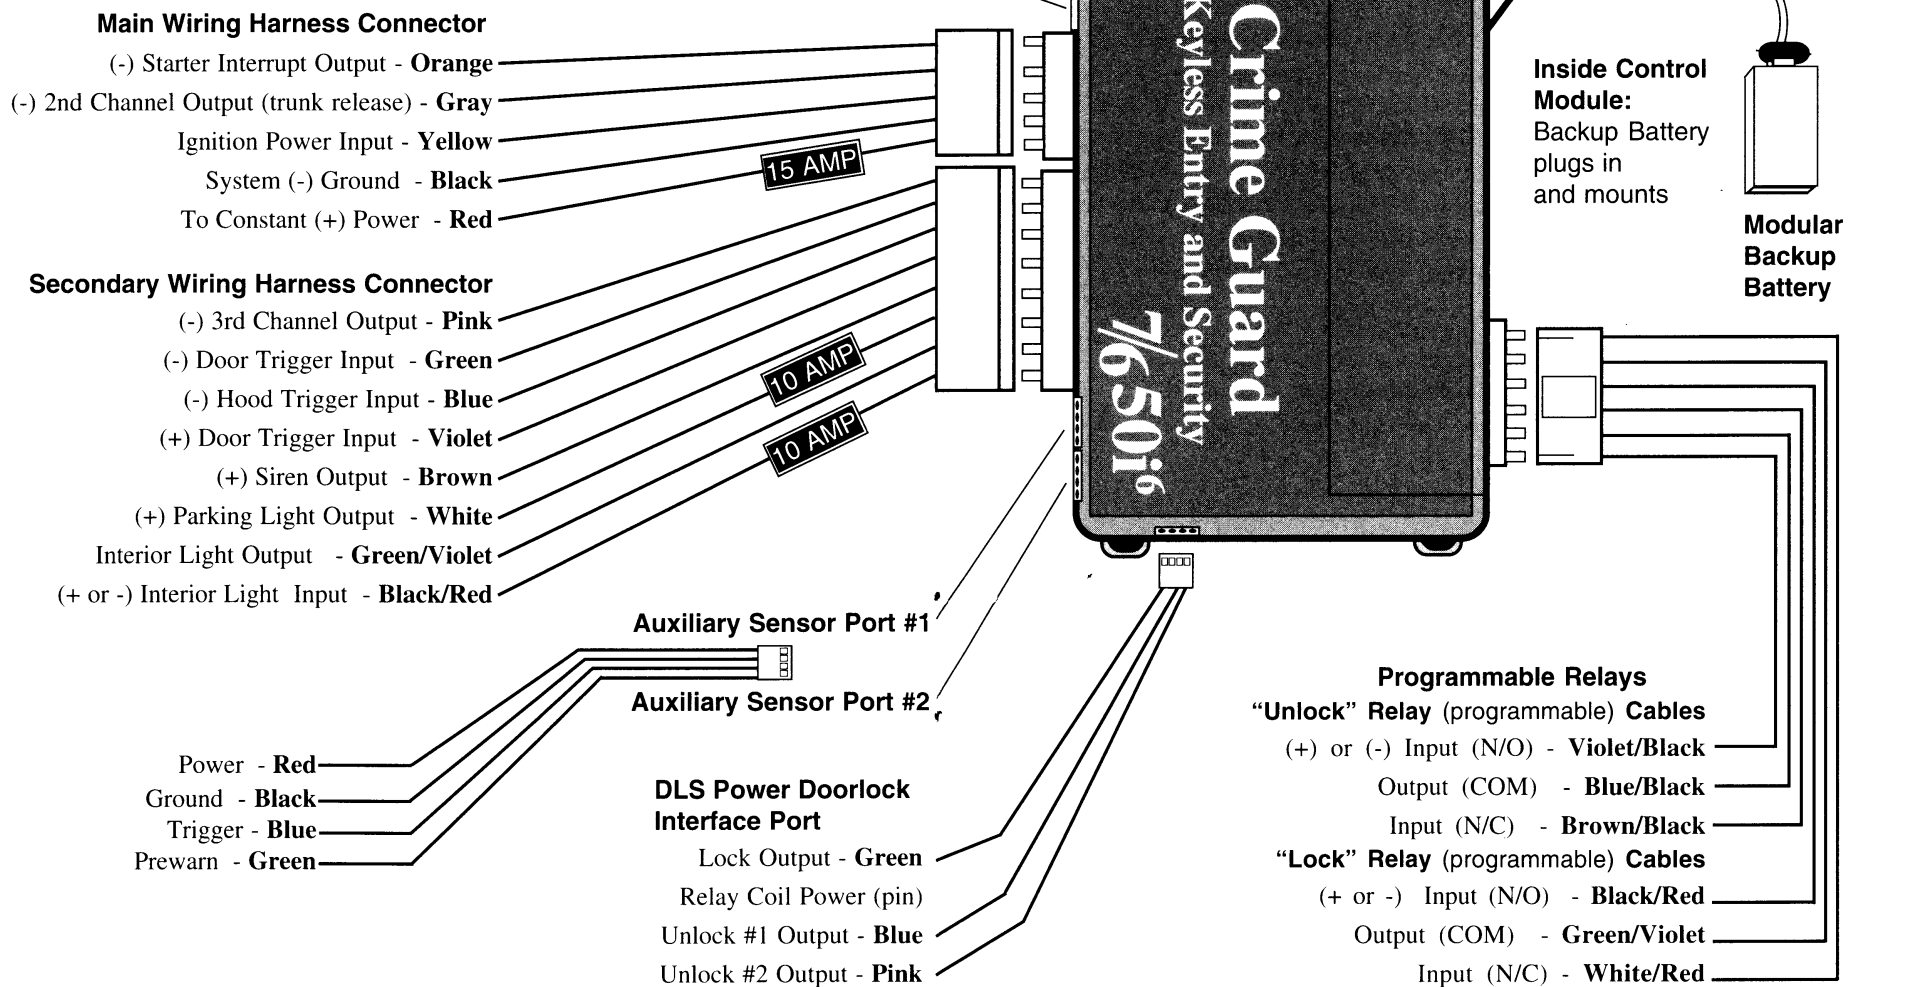 Main Wiring Harness Connector
(-) Starter Interrupt Output - Orange
(-) 2nd Channel Output (trunk release) - Gray
Ignition Power Input - Yellow
System (-) Ground - Black
To Constant (+) Power - Red
15 AMP
Secondary Wiring Harness Connector
(-) 3rd Channel Output - Pink
(-) Door Trigger Input - Green
(-) Hood Trigger Input - Blue
(+) Door Trigger Input - Violet
(+) Siren Output - Brown
(+) Parking Light Output - White
Interior Light Output - Green/Violet
(+ or -) Interior Light Input - Black/Red
10 AMP
10 AMP
Crime Guard
Keyless Entry and Security
7/650i6
Inside Control
Module:
Backup Battery
plugs in
and mounts
Modular
Backup
Battery
Auxiliary Sensor Port #1
Auxiliary Sensor Port #2
Power - Red
Ground - Black
Trigger - Blue
Prewarn - Green
DLS Power Doorlock
Interface Port
Lock Output - Green
Relay Coil Power (pin)
Unlock #1 Output - Blue
Unlock #2 Output - Pink
Programmable Relays
“Unlock” Relay (programmable) Cables
(+) or (-) Input (N/O) - Violet/Black
Output (COM) - Blue/Black
Input (N/C) - Brown/Black
“Lock” Relay (programmable) Cables
(+ or -) Input (N/O) - Black/Red
Output (COM) - Green/Violet
Input (N/C) - White/Red